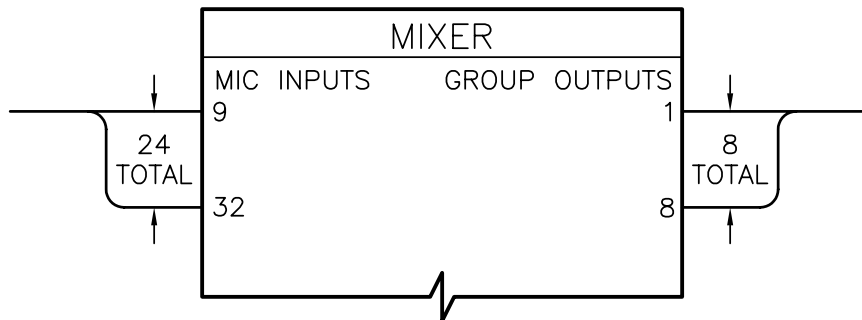 MIXER
MIC INPUTS GROUP OUTPUTS
9 1
24 TOTAL 8 TOTAL
32 8